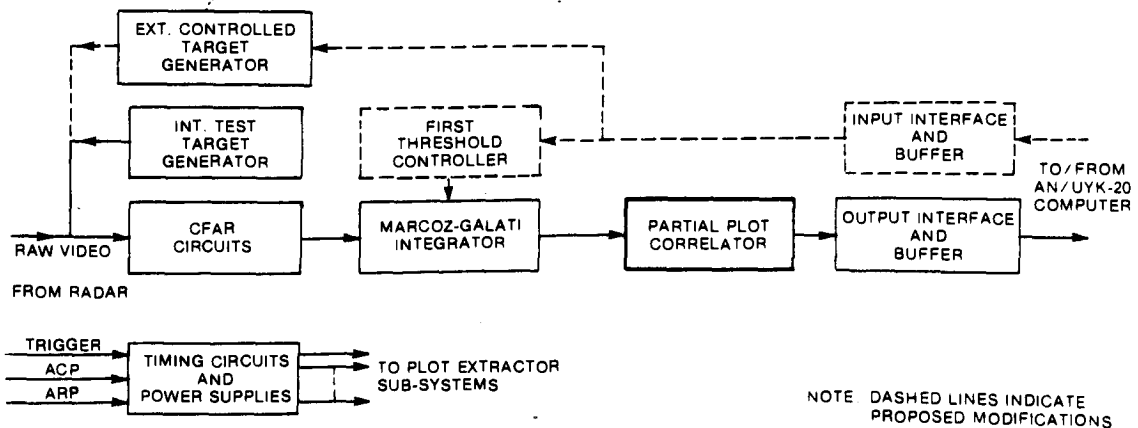 EXT. CONTROLLED
TARGET
GENERATOR
INT. TEST
TARGET
GENERATOR
FIRST
THRESHOLD
CONTROLLER
INPUT INTERFACE
AND
BUFFER
TO/FROM
AN/UYK-20
COMPUTER
RAW VIDEO
CFAR
CIRCUITS
MARCOZ-GALATI
INTEGRATOR
PARTIAL PLOT
CORRELATOR
OUTPUT INTERFACE
AND
BUFFER
FROM RADAR
TRIGGER
ACP
ARP
TIMING CIRCUITS
AND
POWER SUPPLIES
TO PLOT EXTRACTOR
SUB-SYSTEMS
NOTE. DASHED LINES INDICATE
PROPOSED MODIFICATIONS